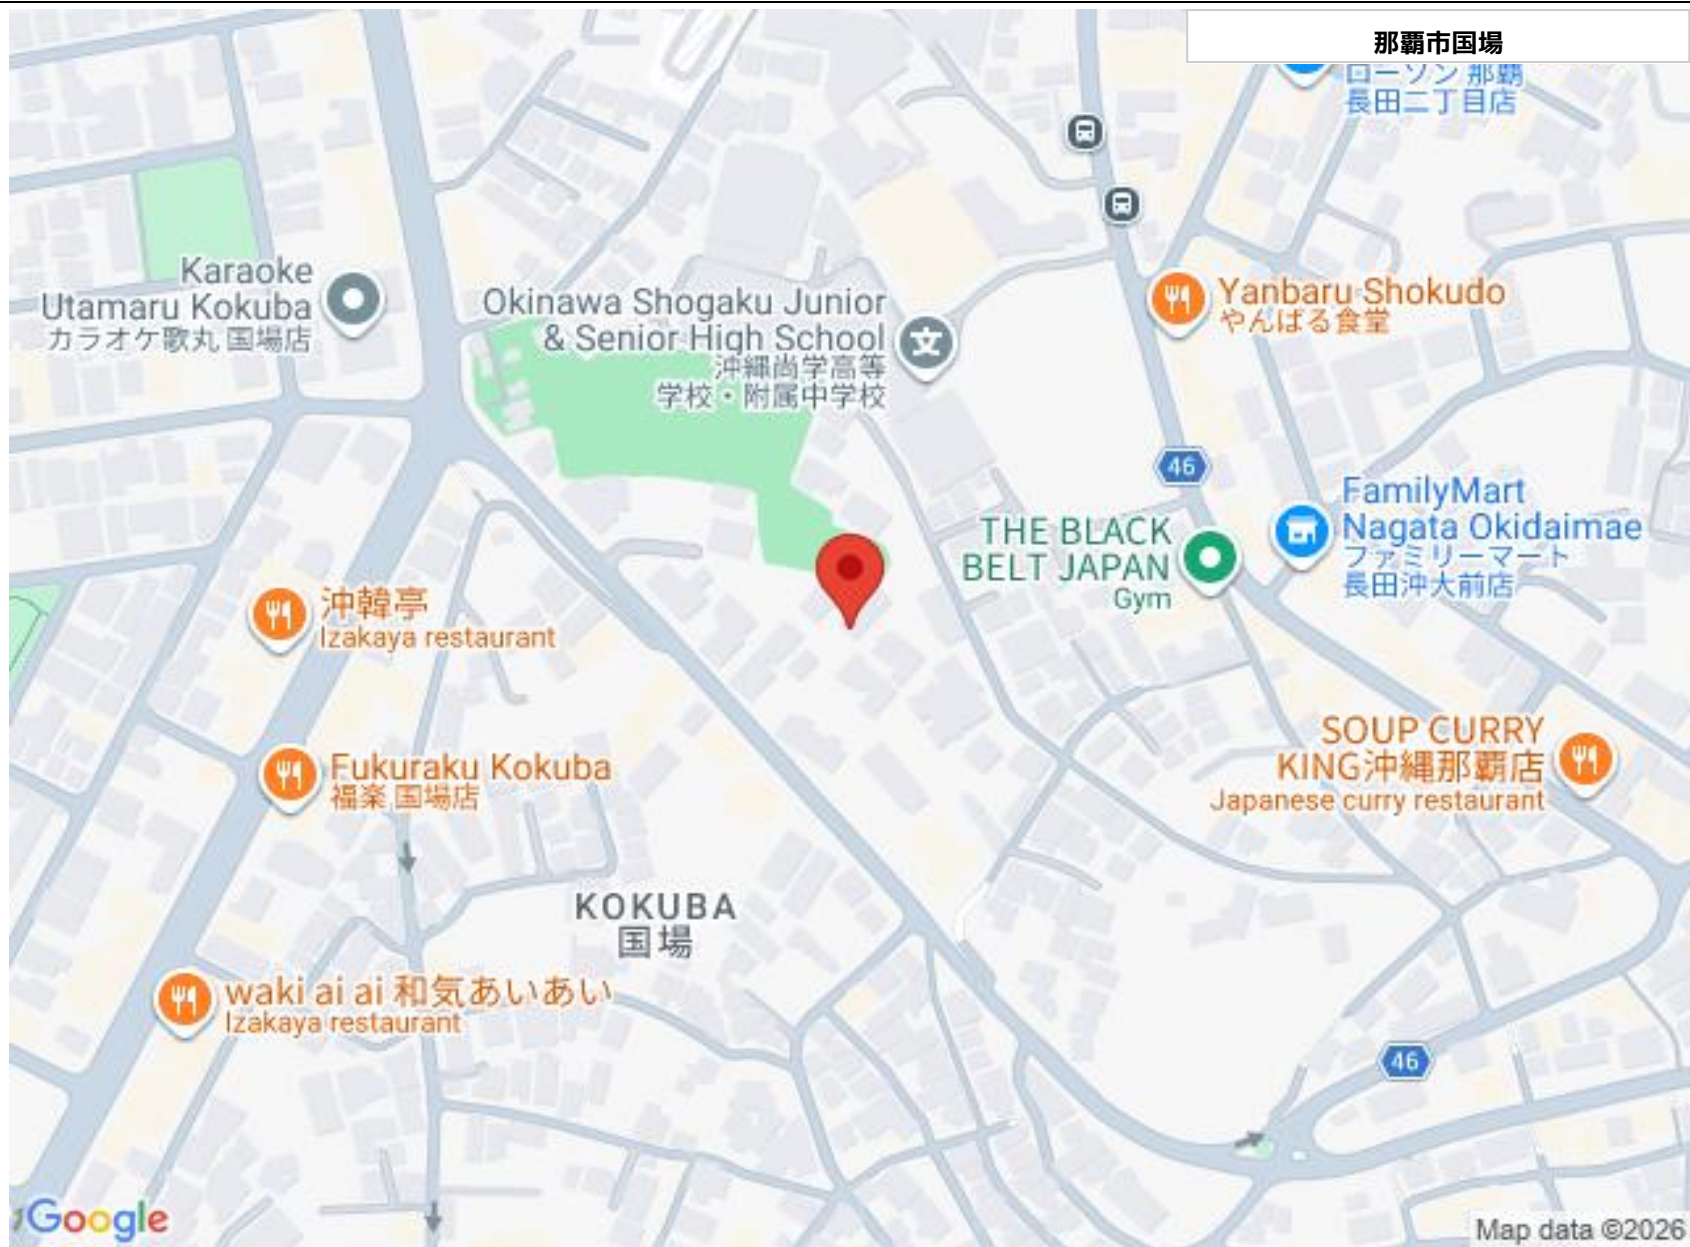 那覇市国場
ローソン 那覇
長田二丁目店
Karaoke
Utamaru Kokuba
カラオケ歌丸 国場店
Okinawa Shogaku Junior
& Senior High School
沖縄尚学高等
学校・附属中学校
文
Yanbaru Shokudo
やんばる食堂
46
FamilyMart
Nagata Okidaimae
ファミリーマート
長田沖大前店
THE BLACK
BELT JAPAN
Gym
沖韓亭
Izakaya restaurant
SOUP CURRY
KING沖縄那覇店
Japanese curry restaurant
Fukuraku Kokuba
福楽 国場店
KOKUBA
国場
waki ai ai 和気あいあい
Izakaya restaurant
46
Google
Map data ©2026